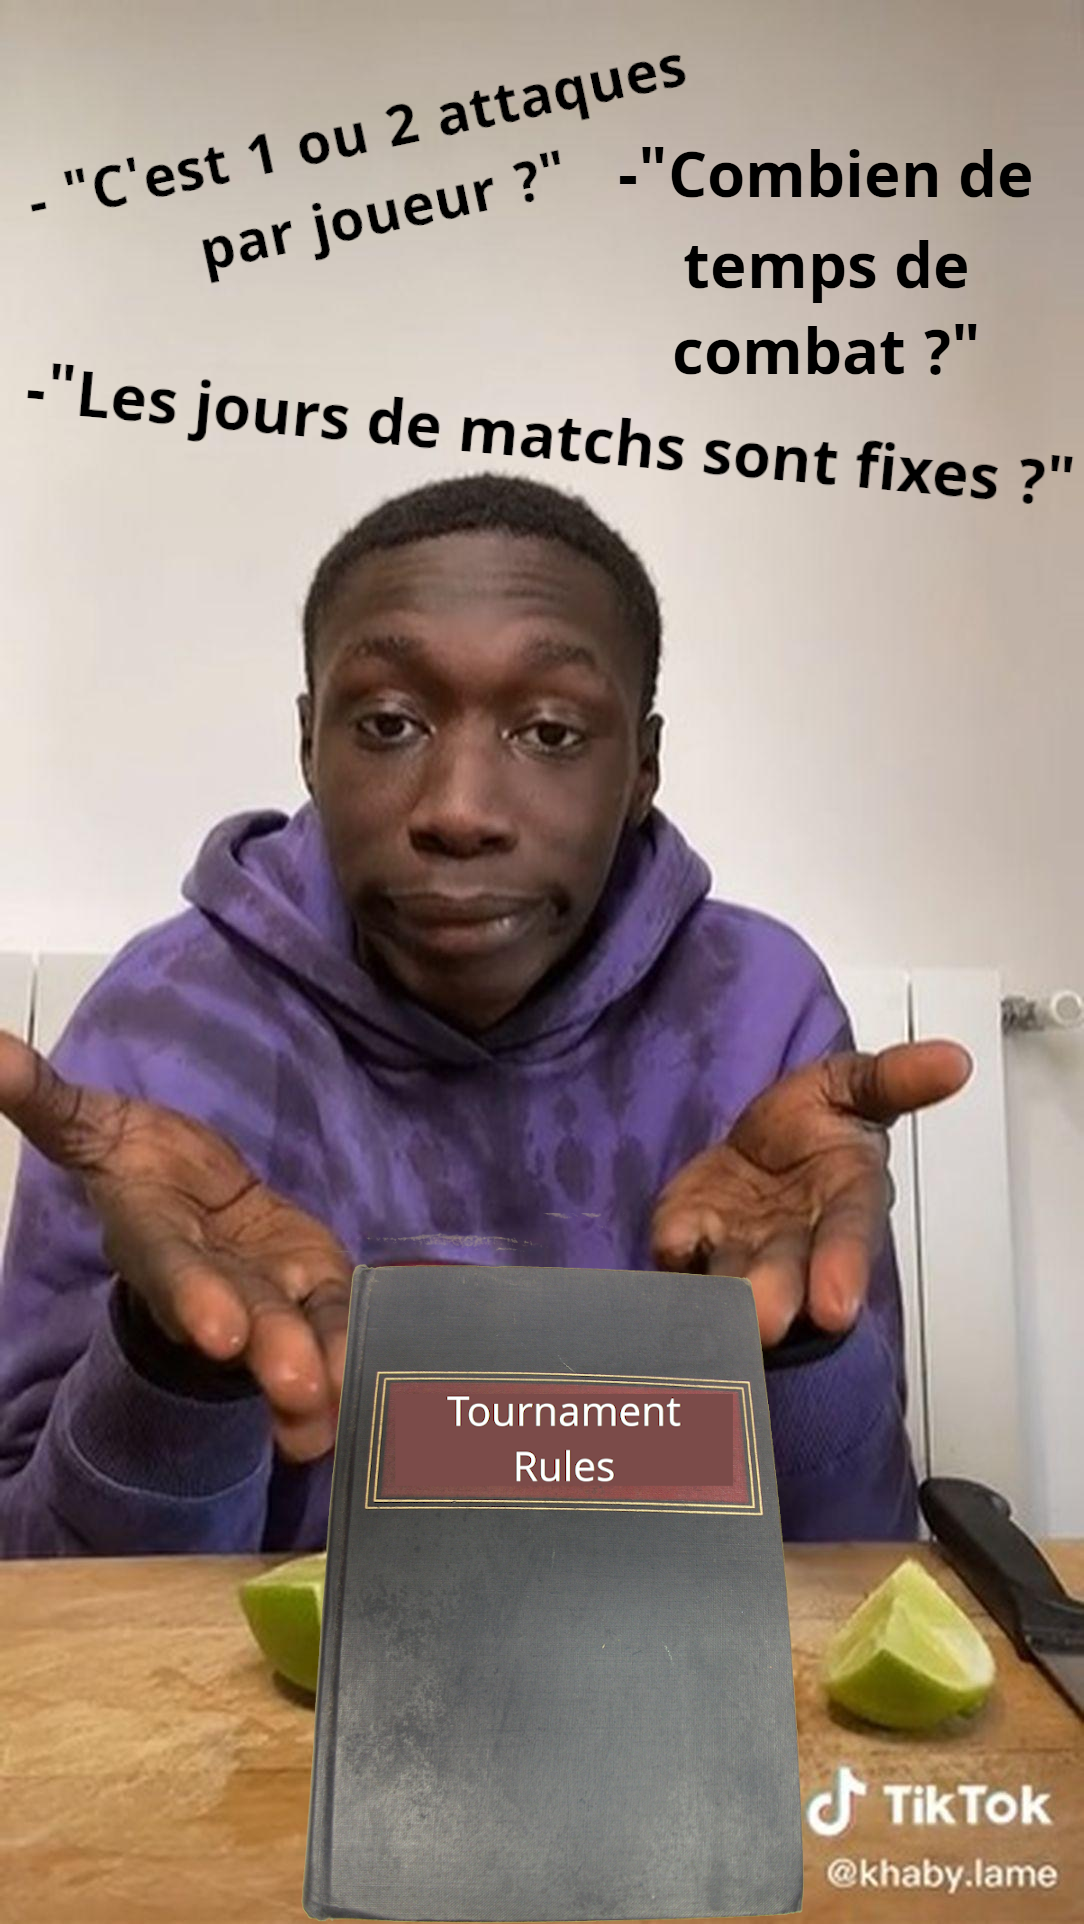 - "C'est 1 ou 2 attaques
par joueur ?"
-"Combien de
temps de
combat ?"
-"Les jours de matchs sont fixes ?"
Tournament
Rules
TikTok
@khaby.lame